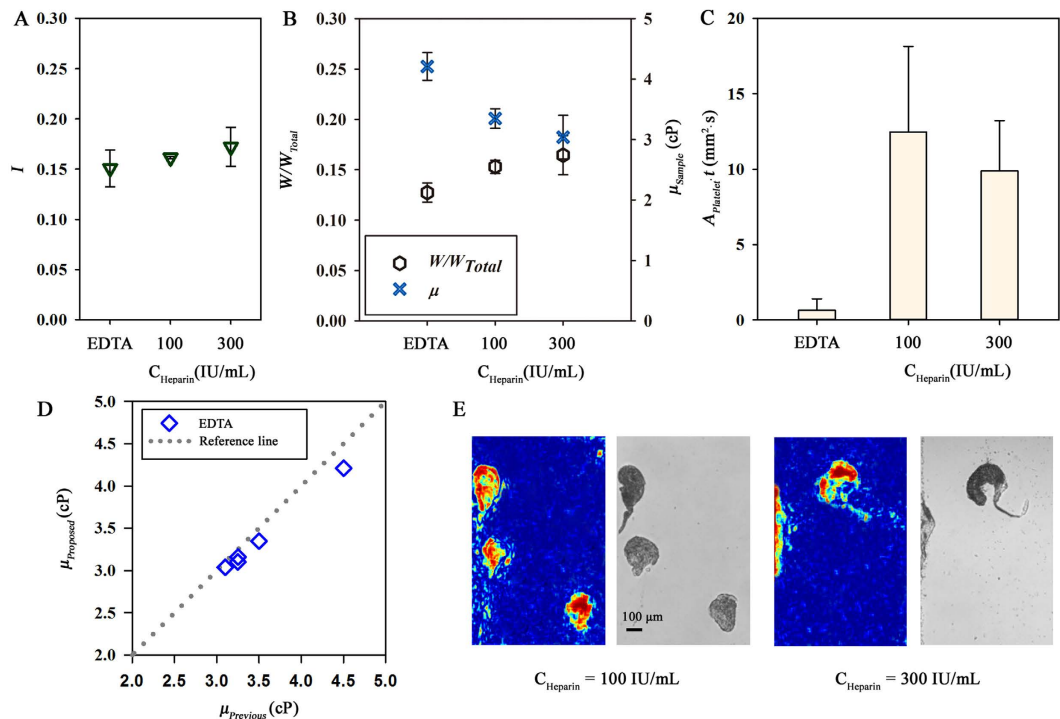 A
0.30
0.25
0.20
0.15
0.10
0.05
0.00
I
EDTA 100 300
C_Heparin(IU/mL)
B
0.30
0.25
0.20
0.15
0.10
0.05
0.00
W/W_Total
5
4
3
2
1
0
μ_Sample (cP)
W/W_Total
μ
EDTA 100 300
C_Heparin(IU/mL)
C
20
15
10
5
0
A_Platelet·t (mm²·s)
EDTA 100 300
C_Heparin(IU/mL)
D
5.0
4.5
4.0
3.5
3.0
2.5
2.0
μ_Proposed (cP)
EDTA
Reference line
2.0 2.5 3.0 3.5 4.0 4.5 5.0
μ_Previous (cP)
E
100 μm
C_Heparin = 100 IU/mL
C_Heparin = 300 IU/mL